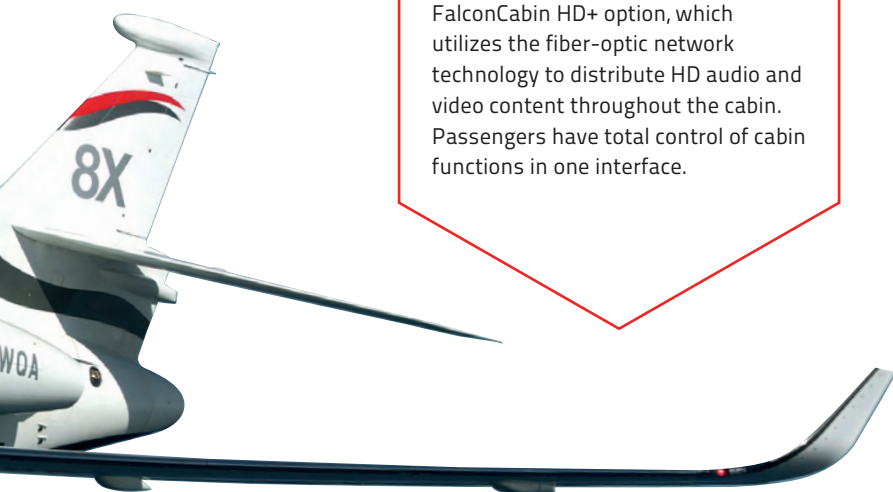 FalconCabin HD+ option, which
utilizes the fiber-optic network
technology to distribute HD audio and
video content throughout the cabin.
Passengers have total control of cabin
functions in one interface.
8X
WQA